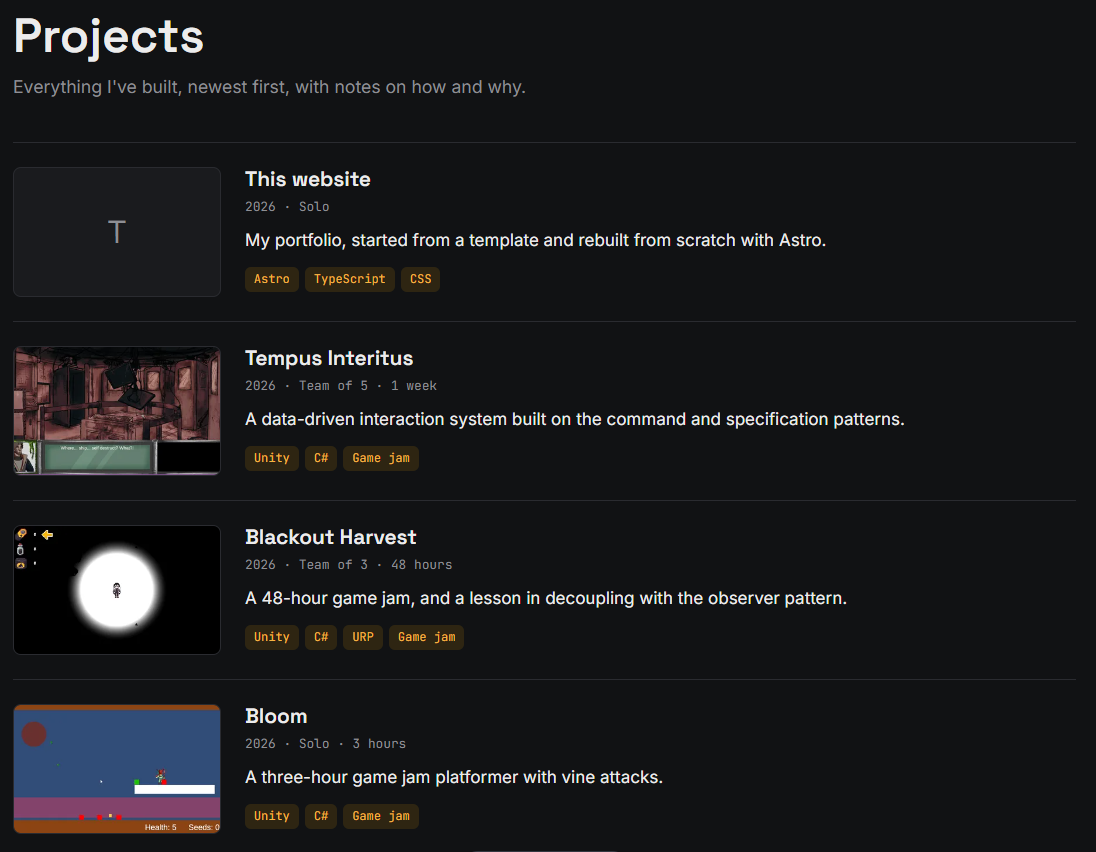 Projects
Everything I've built, newest first, with notes on how and why.
T
This website
2026 · Solo
My portfolio, started from a template and rebuilt from scratch with Astro.
Astro TypeScript CSS
Tempus Interitus
2026 · Team of 5 · 1 week
A data-driven interaction system built on the command and specification patterns.
Unity C# Game jam
Blackout Harvest
2026 · Team of 3 · 48 hours
A 48-hour game jam, and a lesson in decoupling with the observer pattern.
Unity C# URP Game jam
Bloom
2026 · Solo · 3 hours
A three-hour game jam platformer with vine attacks.
Unity C# Game jam
Health: 5 Seeds: 0